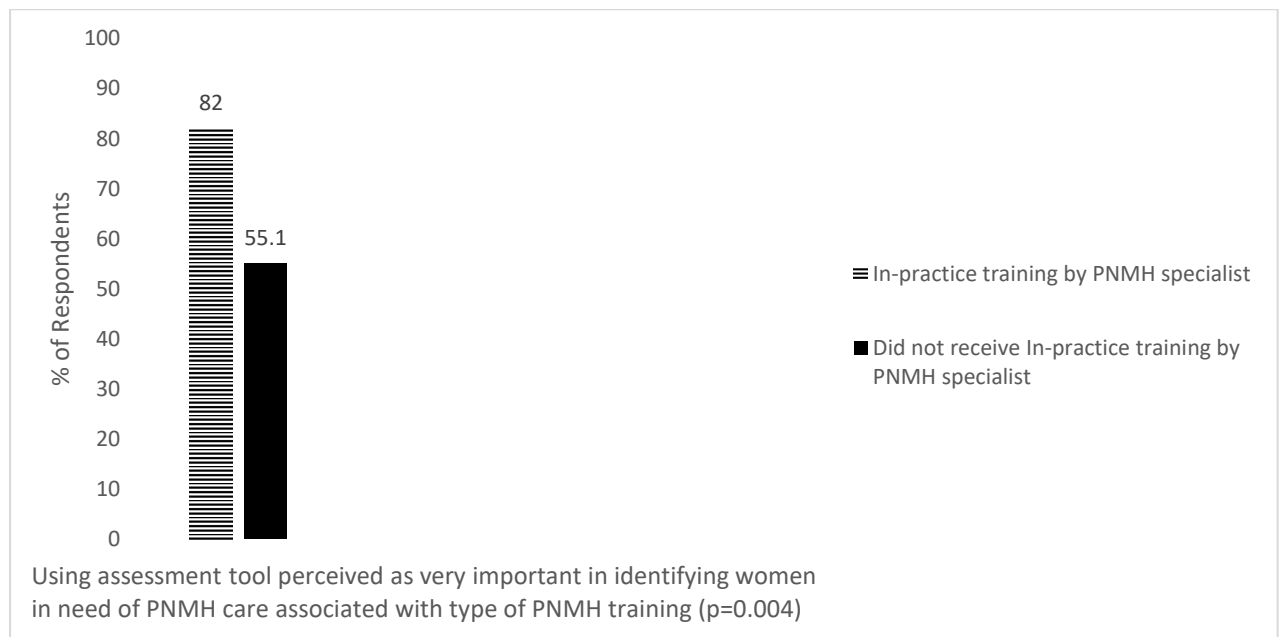 100
90
80
70
60
50
40
30
20
10
0
% of Respondents
82
55.1
In-practice training by PNMH specialist
Did not receive In-practice training by
PNMH specialist
Using assessment tool perceived as very important in identifying women
in need of PNMH care associated with type of PNMH training (p=0.004)